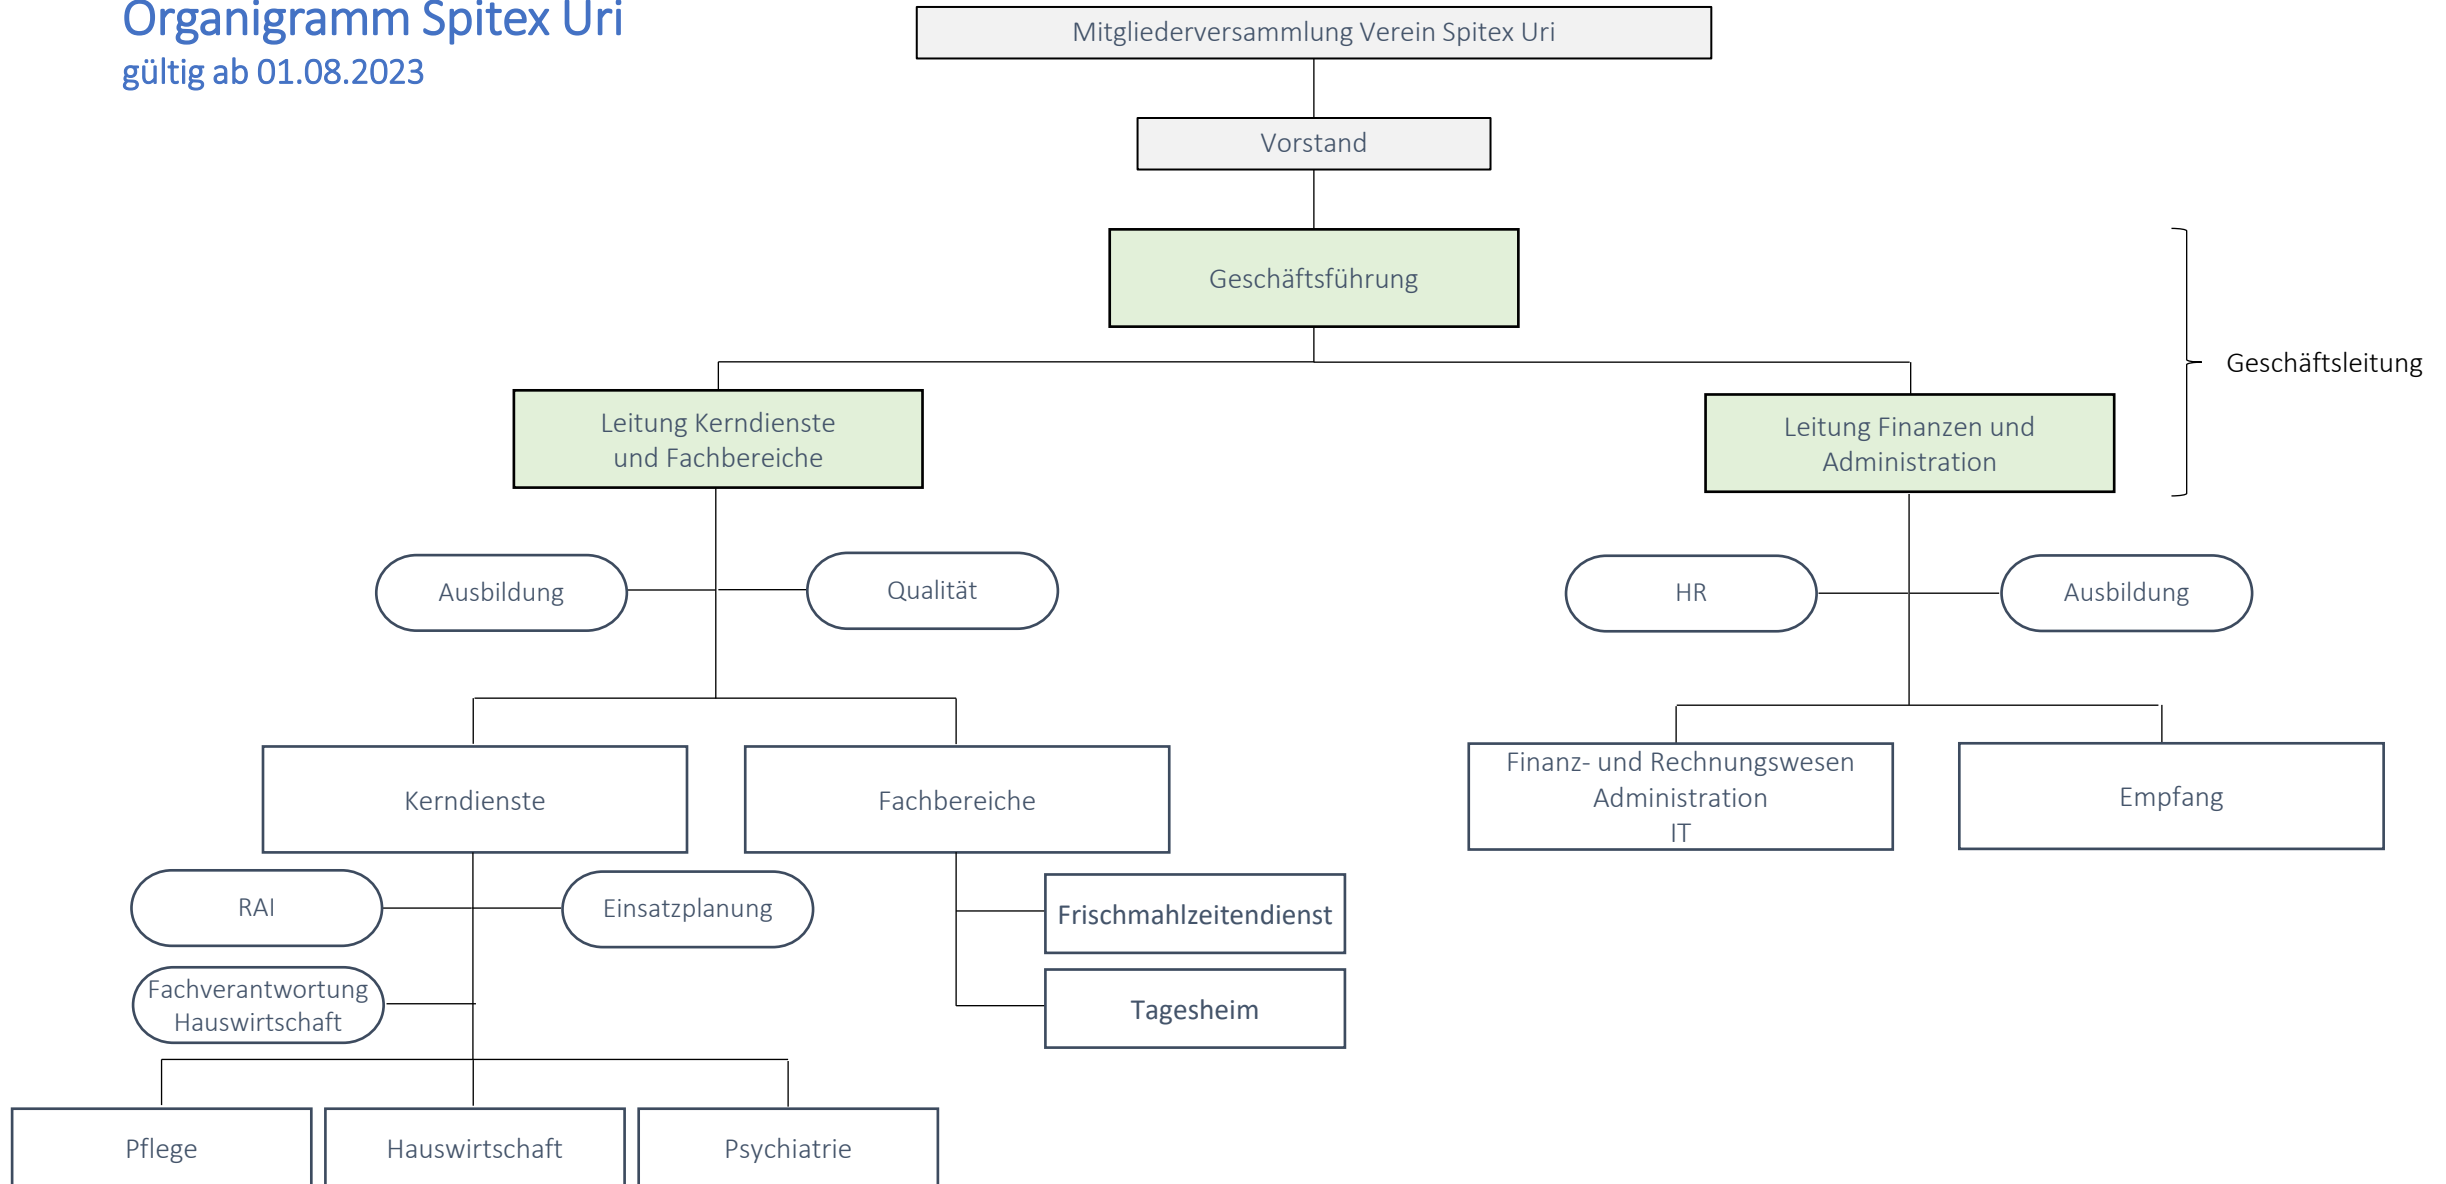 Organigramm Spitex Uri
gültig ab 01.08.2023
Mitgliederversammlung Verein Spitex Uri
Vorstand
Geschäftsführung
Geschäftsleitung
Leitung Kerndienste
und Fachbereiche
Leitung Finanzen und
Administration
Ausbildung
Qualität
HR
Ausbildung
Kerndienste
Fachbereiche
Finanz- und Rechnungswesen
Administration
IT
Empfang
RAI
Einsatzplanung
Frischmahlzeitendienst
Fachverantwortung
Hauswirtschaft
Tagesheim
Pflege
Hauswirtschaft
Psychiatrie